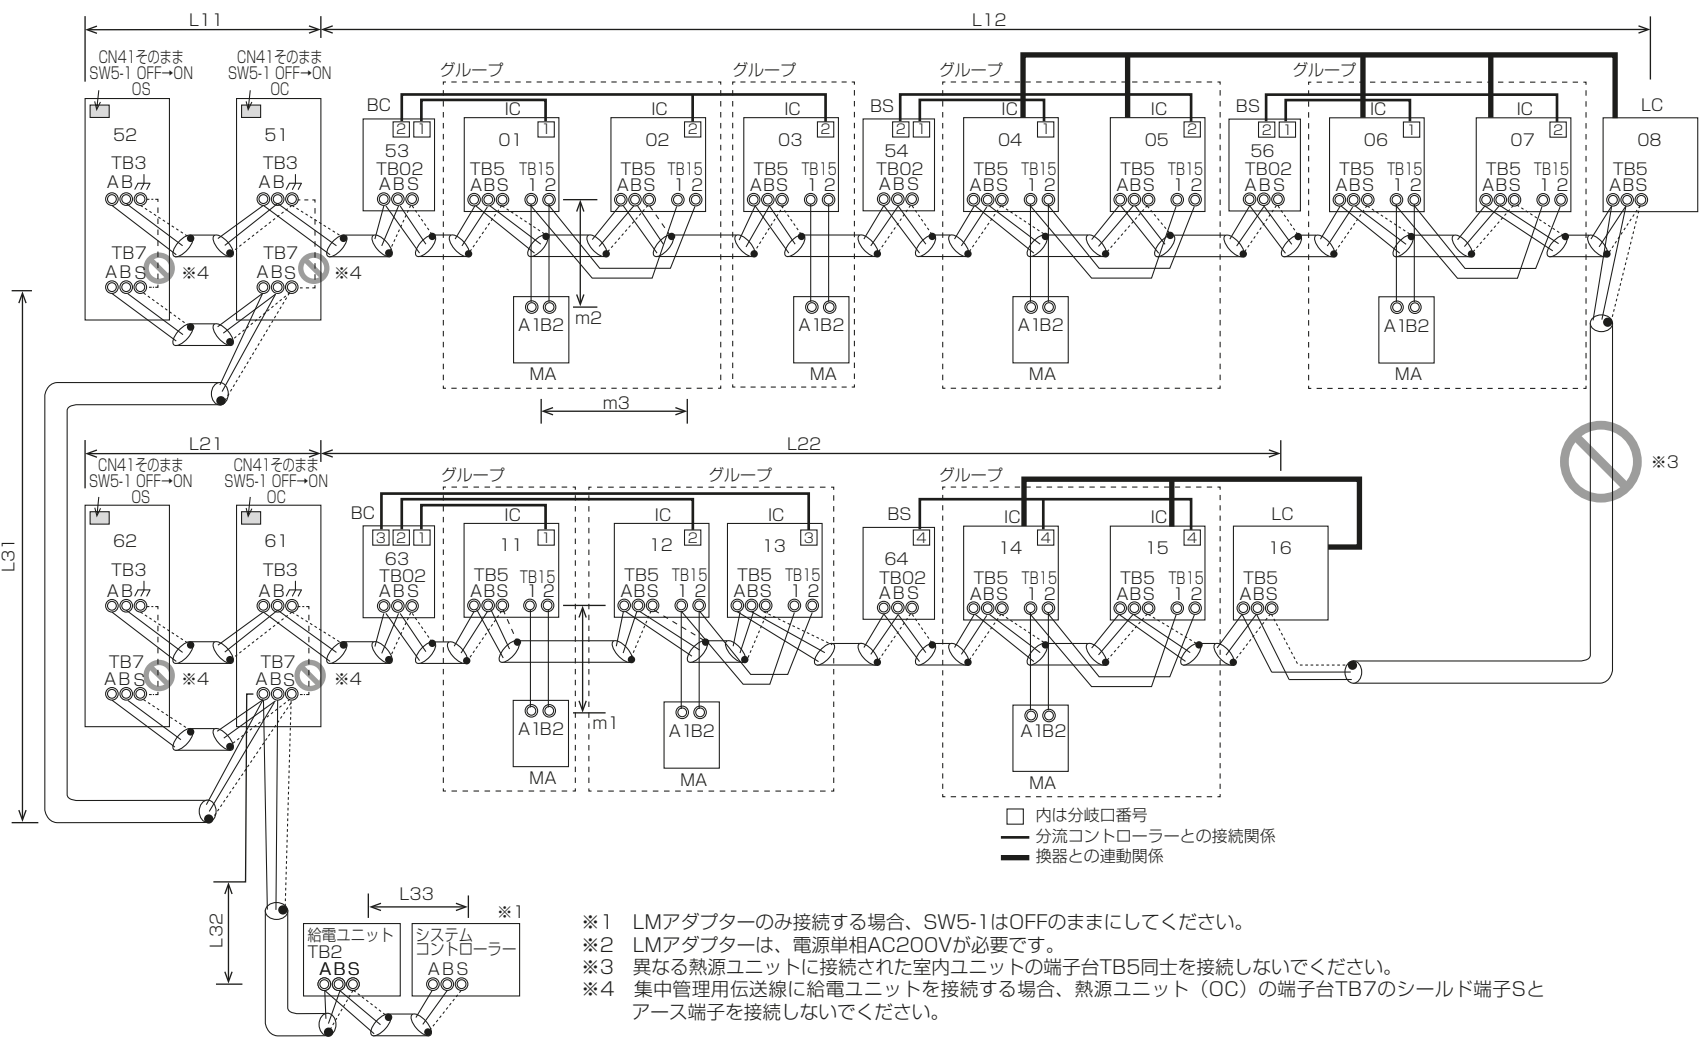 L11
L12
CN41そのまま
SW5-1 OFF→ON
OS
CN41そのまま
SW5-1 OFF→ON
OC
グループ
グループ
グループ
グループ
BC
IC
IC
IC
BS
IC
IC
BS
IC
IC
LC
2 1
1
2
2
2 1
1
2
2 1
1
2
52
51
53
01
02
03
54
04
05
56
06
07
08
TB3
AB
TB3
AB
TB02
ABS
TB5 TB15
ABS 1 2
TB5 TB15
ABS 1 2
TB5 TB15
ABS 1 2
TB02
ABS
TB5 TB15
ABS 1 2
TB5 TB15
ABS 1 2
TB02
ABS
TB5 TB15
ABS 1 2
TB5 TB15
ABS 1 2
TB5
ABS
TB7
ABS
※4
TB7
ABS
※4
A1B2
MA
m2
A1B2
MA
A1B2
MA
A1B2
MA
m3
L31
※3
L21
L22
CN41そのまま
SW5-1 OFF→ON
OS
CN41そのまま
SW5-1 OFF→ON
OC
グループ
グループ
グループ
BC
IC
IC
IC
BS
IC
IC
LC
3 2 1
1
2
3
4
4
4
62
61
63
11
12
13
64
14
15
16
TB3
AB
TB3
AB
TB02
ABS
TB5 TB15
ABS 1 2
TB5 TB15
ABS 1 2
TB5 TB15
ABS 1 2
TB02
ABS
TB5 TB15
ABS 1 2
TB5 TB15
ABS 1 2
TB5
ABS
TB7
ABS
※4
TB7
ABS
※4
A1B2
MA
m1
A1B2
MA
A1B2
MA
内は分岐口番号
分流コントローラーとの接続関係
換器との連動関係
L32
L33
※1
給電ユニット
TB2
ABS
システム
コントローラー
ABS
※1 LMアダプターのみ接続する場合、SW5-1はOFFのままにしてください。
※2 LMアダプターは、電源単相AC200Vが必要です。
※3 異なる熱源ユニットに接続された室内ユニットの端子台TB5同士を接続しないでください。
※4 集中管理用伝送線に給電ユニットを接続する場合、熱源ユニット（OC）の端子台TB7のシールド端子Sと
アース端子を接続しないでください。